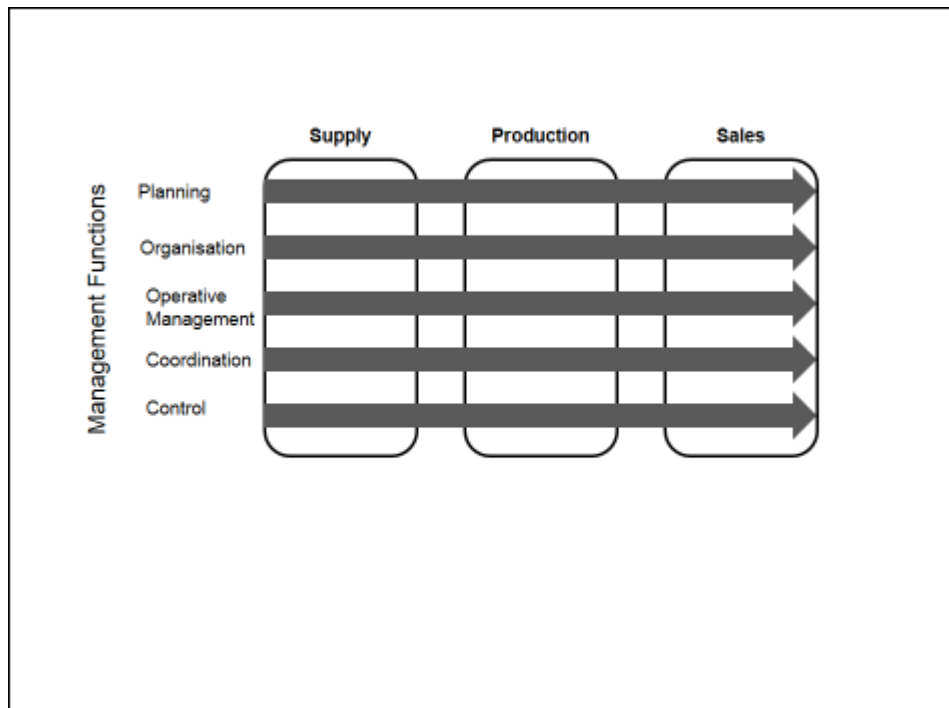 Supply Production Sales
Management Functions
Planning
Organisation
Operative
Management
Coordination
Control